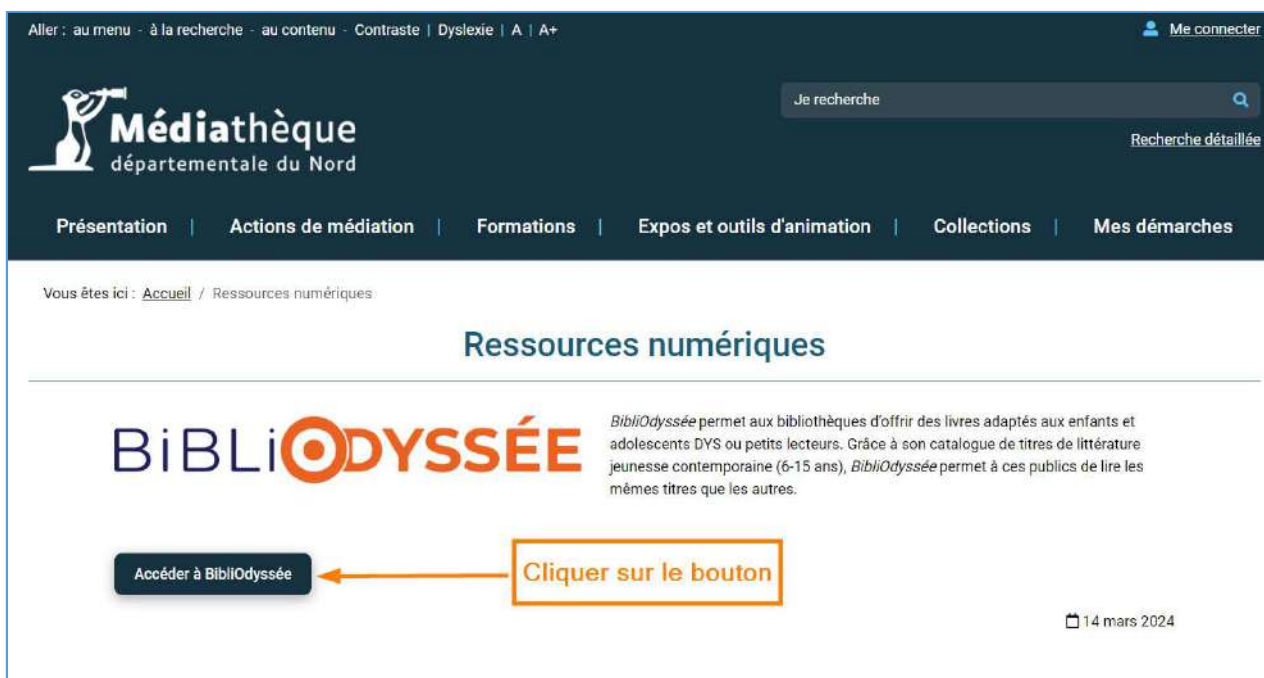 Aller : au menu - à la recherche - au contenu - Contraste | Dyslexie | A | A+
Me connecter
Médiathèque
départementale du Nord
Je recherche
Recherche détaillée
Présentation | Actions de médiation | Formations | Expos et outils d'animation | Collections | Mes démarches
Vous êtes ici : Accueil / Ressources numériques
Ressources numériques
BiBLiODYSSÉE
BibliOdyssée permet aux bibliothèques d'offrir des livres adaptés aux enfants et
adolescents DYS ou petits lecteurs. Grâce à son catalogue de titres de littérature
jeunesse contemporaine (6-15 ans), BibliOdyssée permet à ces publics de lire les
mêmes titres que les autres.
Accéder à BibliOdyssée
Cliquer sur le bouton
14 mars 2024